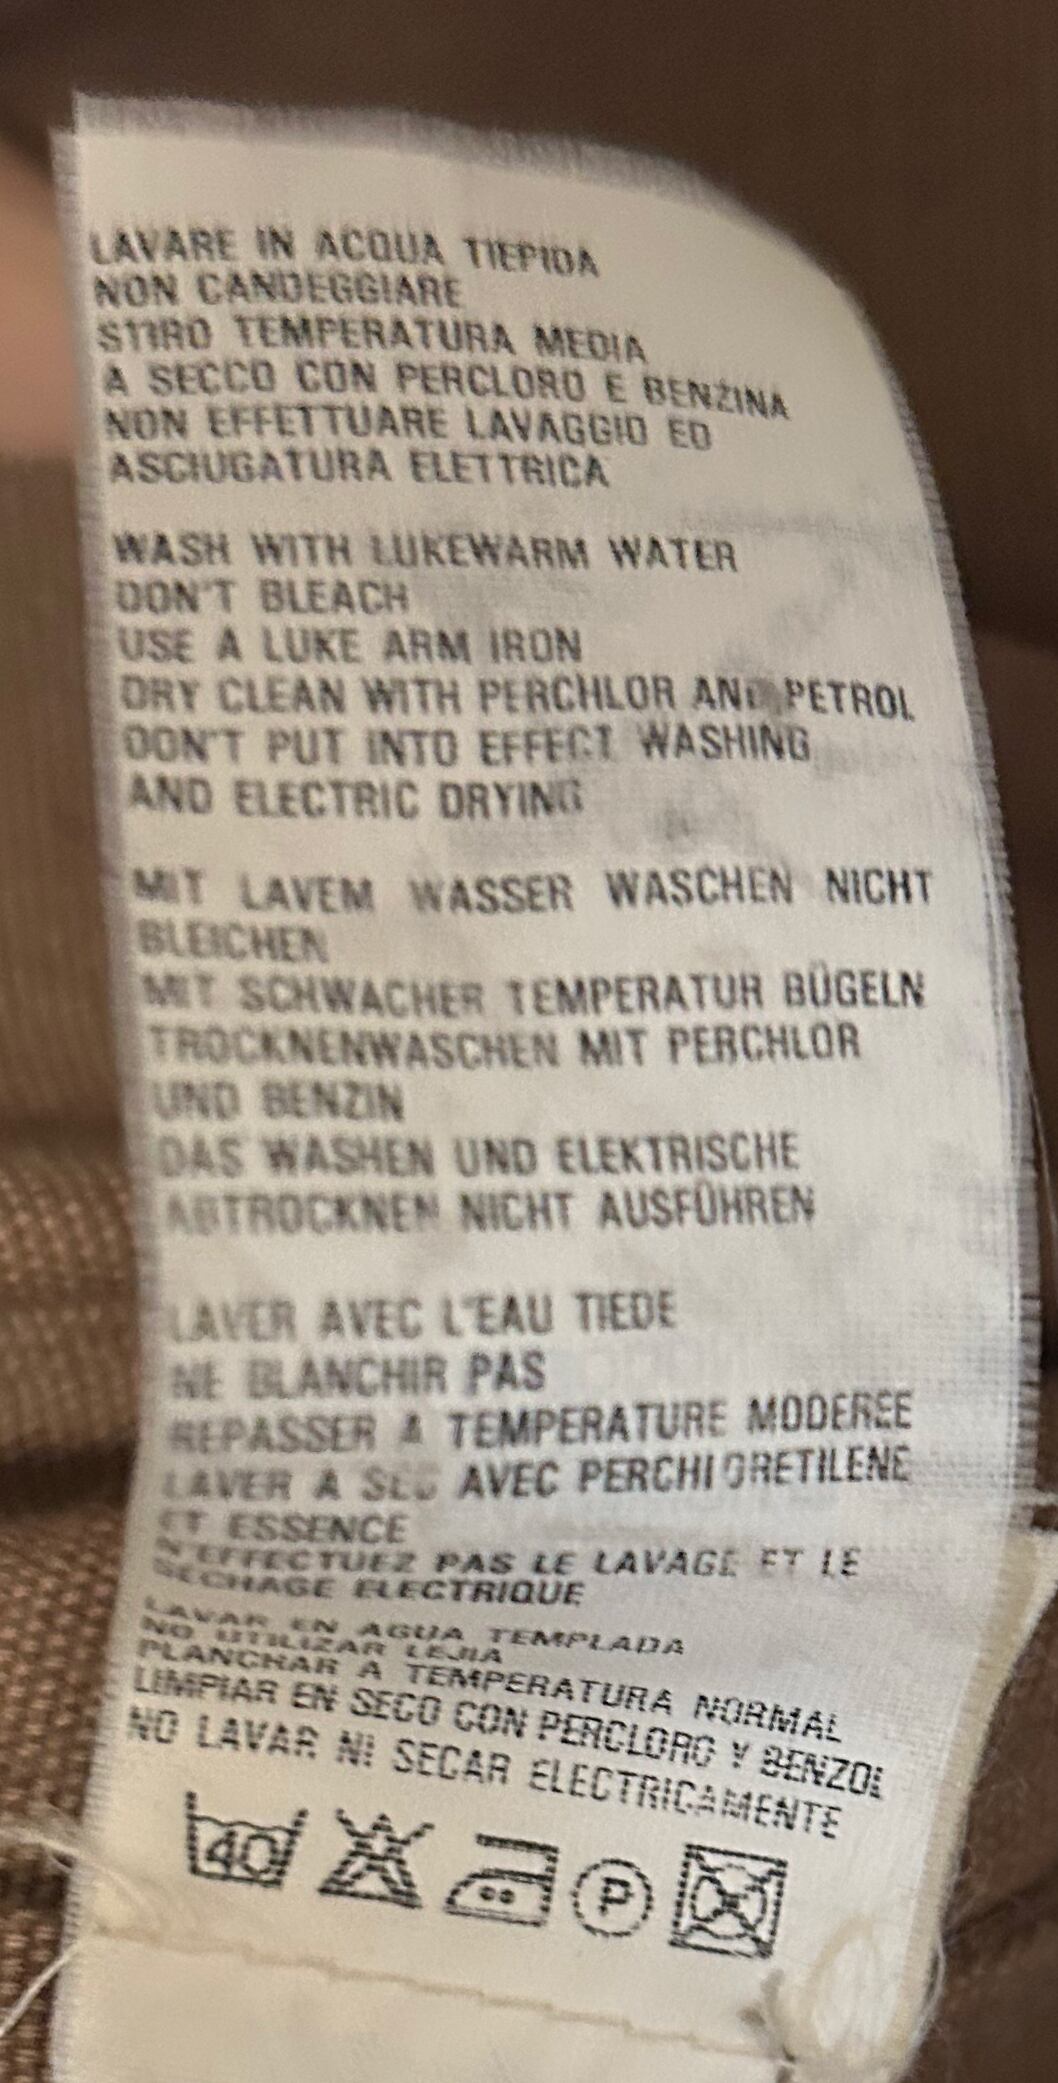 LAVARE IN ACQUA TIEPIDA
NON CANDEGGIARE
STIRO TEMPERATURA MEDIA
A SECCO CON PERCLORO E BENZINA
NON EFFETTUARE LAVAGGIO ED
ASCIUGATURA ELETTRICA
WASH WITH LUKEWARM WATER
DON'T BLEACH
USE A LUKE ARM IRON
DRY CLEAN WITH PERCHLOR AND PETROL
DON'T PUT INTO EFFECT WASHING
AND ELECTRIC DRYING
MIT LAVEM WASSER WASCHEN NICHT
BLEICHEN
MIT SCHWACHER TEMPERATUR BÜGELN
TROCKNENWASCHEN MIT PERCHLOR
UND BENZIN
DAS WASHEN UND ELEKTRISCHE
ABTROCKNEN NICHT AUSFÜHREN
LAVER AVEC L'EAU TIEDE
NE BLANCHIR PAS
REPASSER A TEMPERATURE MODEREE
LAVER A SEC AVEC PERCHLORETILENE
ET ESSENCE
N'EFFECTUEZ PAS LE LAVAGE ET LE
SECHAGE ELECTRIQUE
LAVAR EN AGUA TEMPLADA
NO UTILIZAR LEJIA
PLANCHAR A TEMPERATURA NORMAL
LIMPIAR EN SECO CON PERCLORO Y BENZOL
NO LAVAR NI SECAR ELECTRICAMENTE
40 P